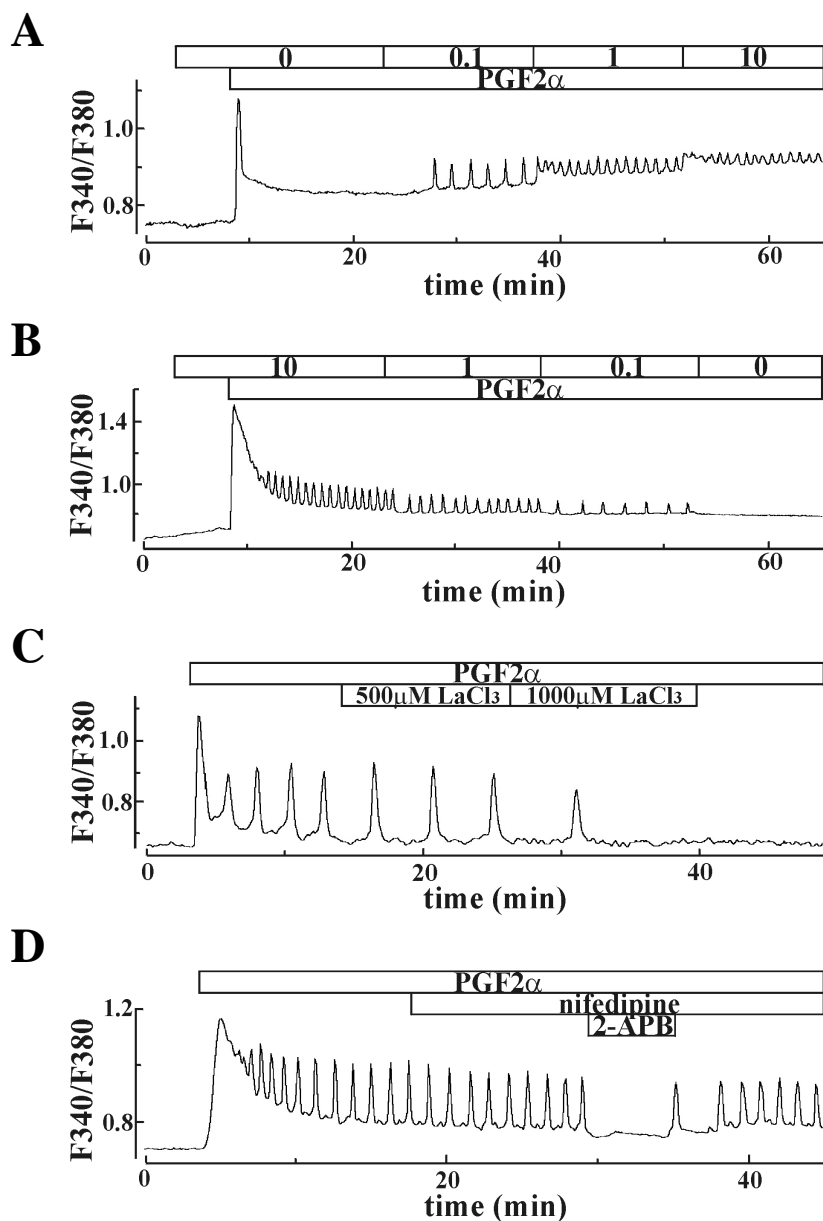 A
0 0.1 1 10
PGF2α
F340/F380
1.0
0.8
0 20 40 60
time (min)
B
10 1 0.1 0
PGF2α
F340/F380
1.4
1.0
0 20 40 60
time (min)
C
PGF2α
500μM LaCl₃ 1000μM LaCl₃
F340/F380
1.0
0.8
0 20 40
time (min)
D
PGF2α
nifedipine
2-APB
F340/F380
1.2
1.0
0.8
0 20 40
time (min)